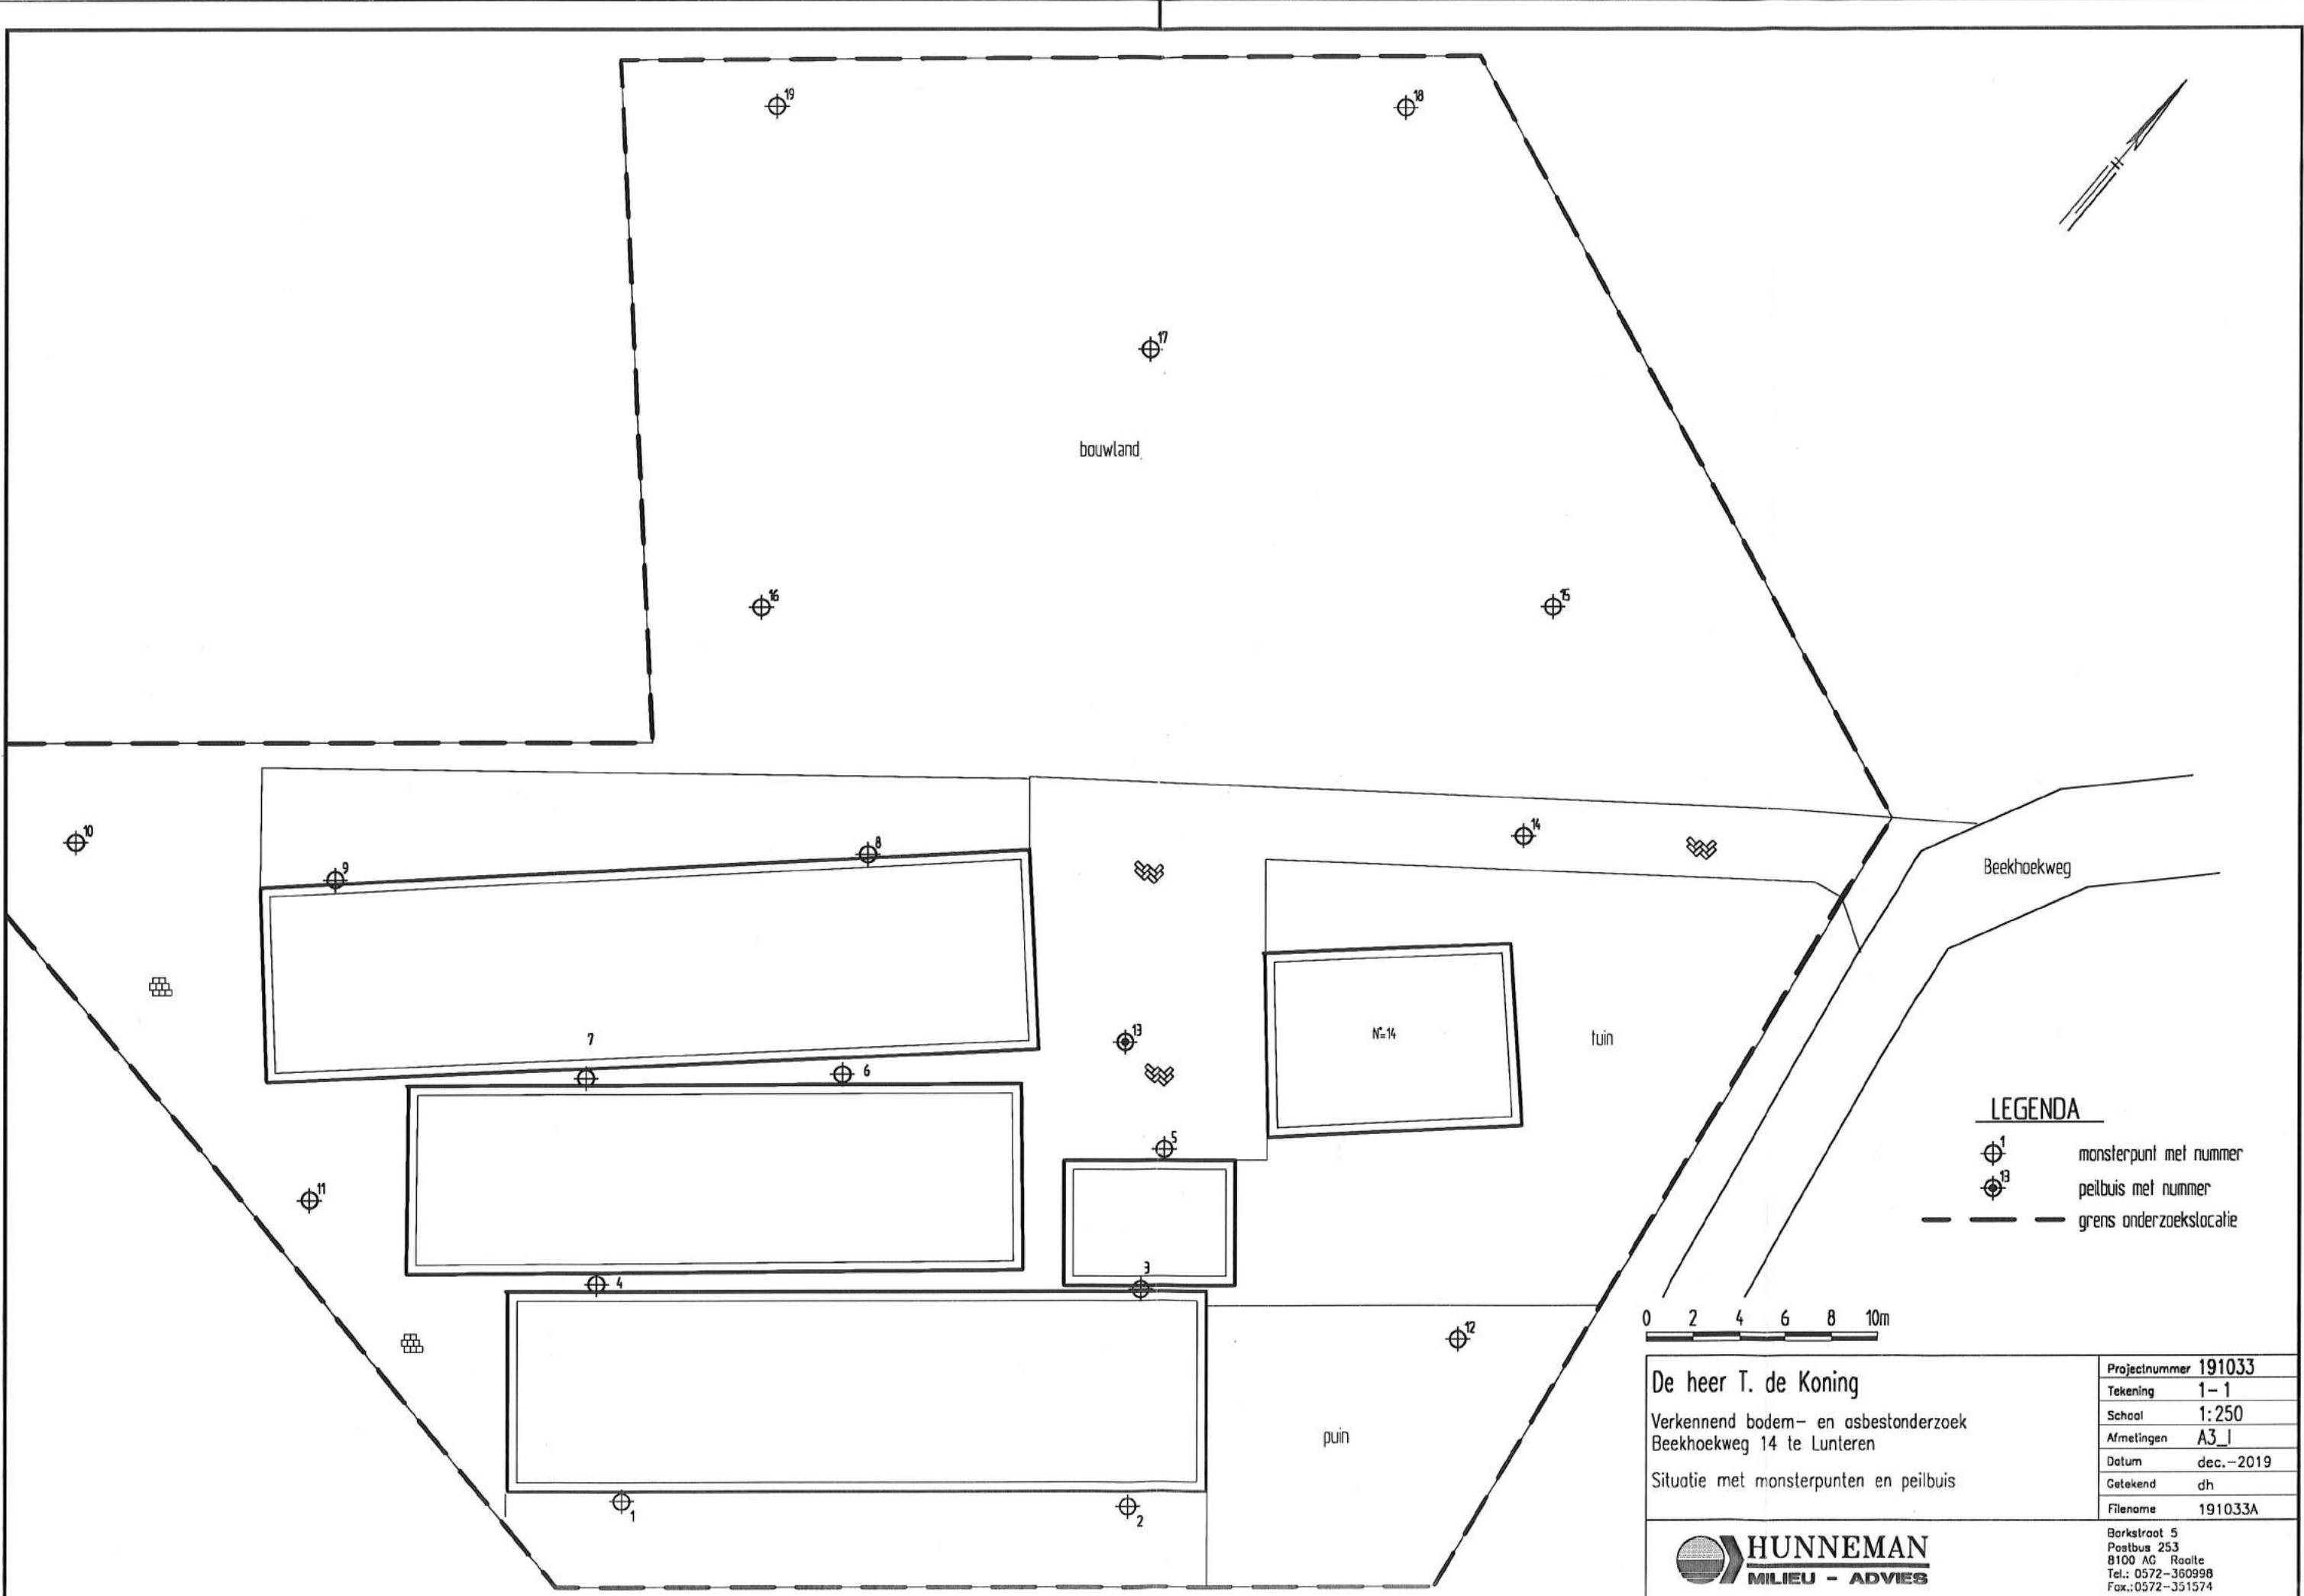 19
18
17
bouwland
16
15
10
9
8
14
Beekhoekweg
7
6
13
N°=14
tuin
5
11
4
3
12
puin
1
2
LEGENDA
1 monsterpunt met nummer
13 peilbuis met nummer
grens onderzoekslocatie
0 2 4 6 8 10m
De heer T. de Koning
Verkennend bodem- en asbestonderzoek
Beekhoekweg 14 te Lunteren
Situatie met monsterpunten en peilbuis
Projectnummer 191033
Tekening 1-1
Schaal 1:250
Afmetingen A3_l
Datum dec.-2019
Getekend dh
Filename 191033A
HUNNEMAN
MILIEU - ADVIES
Barkstraat 5
Postbus 253
8100 AG Raalte
Tel.: 0572-360998
Fax.:0572-351574